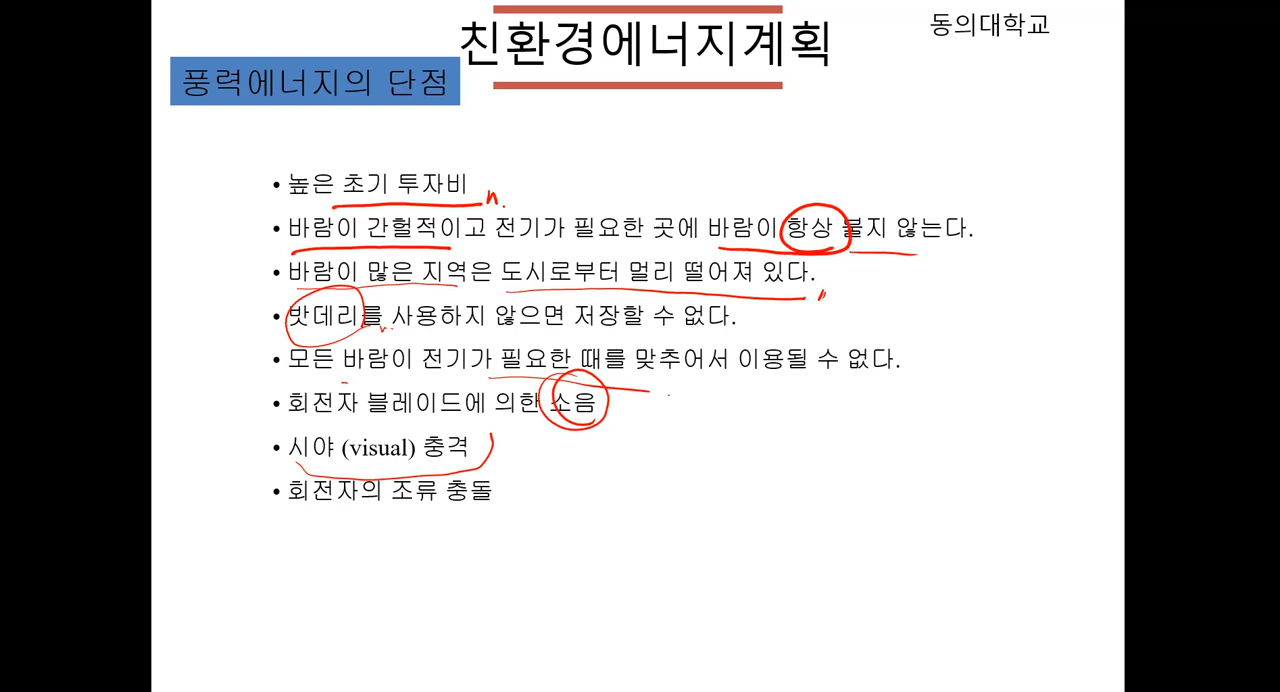 동의대학교
친환경에너지계획
풍력에너지의 단점
• 높은 초기 투자비
• 바람이 간헐적이고 전기가 필요한 곳에 바람이 항상 불지 않는다.
• 바람이 많은 지역은 도시로부터 멀리 떨어져 있다.
• 밧데리를 사용하지 않으면 저장할 수 없다.
• 모든 바람이 전기가 필요한 때를 맞추어서 이용될 수 없다.
• 회전자 블레이드에 의한 소음
• 시야 (visual) 충격
• 회전자의 조류 충돌